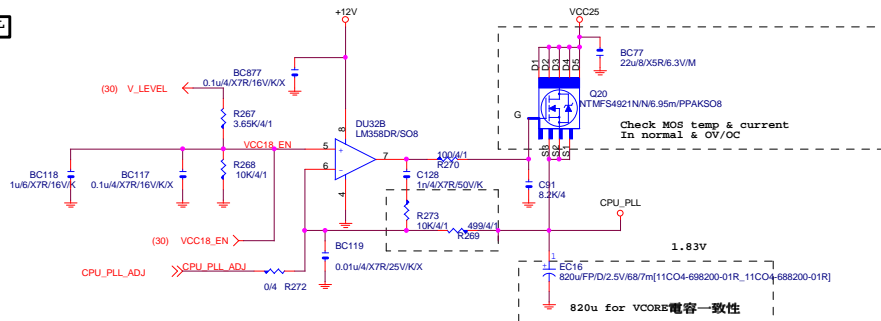 +12V
VCC25
BC877
0.1u/4/X7R/16V/K/X
BC77
22u/8/X5R/6.3V/M
(30) V_LEVEL
D1
D2
D3
D4
D5
R267
3.65K/4/1
DU32B
LM358DR/SO8
Q20
NTMFS4921N/N/6.95m/PPAKSO8
G
Check MOS temp & current
In normal & OV/OC
8
VCC18_EN
5
+
100/4/1
R270
7
S3
S2
S1
6
-
BC118
1u/6/X7R/16V/K
BC117
0.1u/4/X7R/16V/K/X
R268
10K/4/1
4
C128
1n/4/X7R/50V/K
C91
8.2K/4
CPU_PLL
R273
10K/4/1
499/4/1
R269
(30) VCC18_EN
1.83V
BC119
0.01u/4/X7R/25V/K/X
1
+
EC16
820u/FP/D/2.5V/68/7m[11CO4-698200-01R_11CO4-688200-01R]
CPU_PLL_ADJ
CPU_PLL_ADJ
0/4 R272
820u for VCORE電容一致性